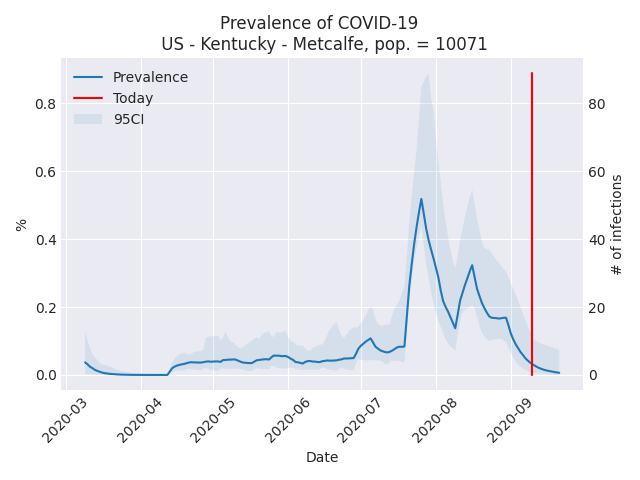 Prevalence of COVID-19
US - Kentucky - Metcalfe, pop. = 10071
Prevalence
Today
95CI
0.8
0.6
0.4
0.2
0.0
%
80
60
40
20
0
# of infections
2020-03
2020-04
2020-05
2020-06
2020-07
2020-08
2020-09
Date